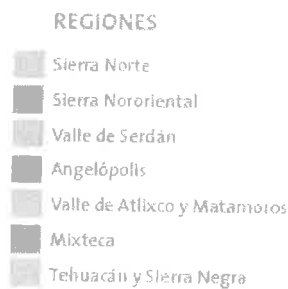 REGIONES
Sierra Norte
Sierra Nororiental
Valle de Serdán
Angelópolis
Valle de Atlixco y Matamoros
Mixteca
Tehuacán y Sierra Negra